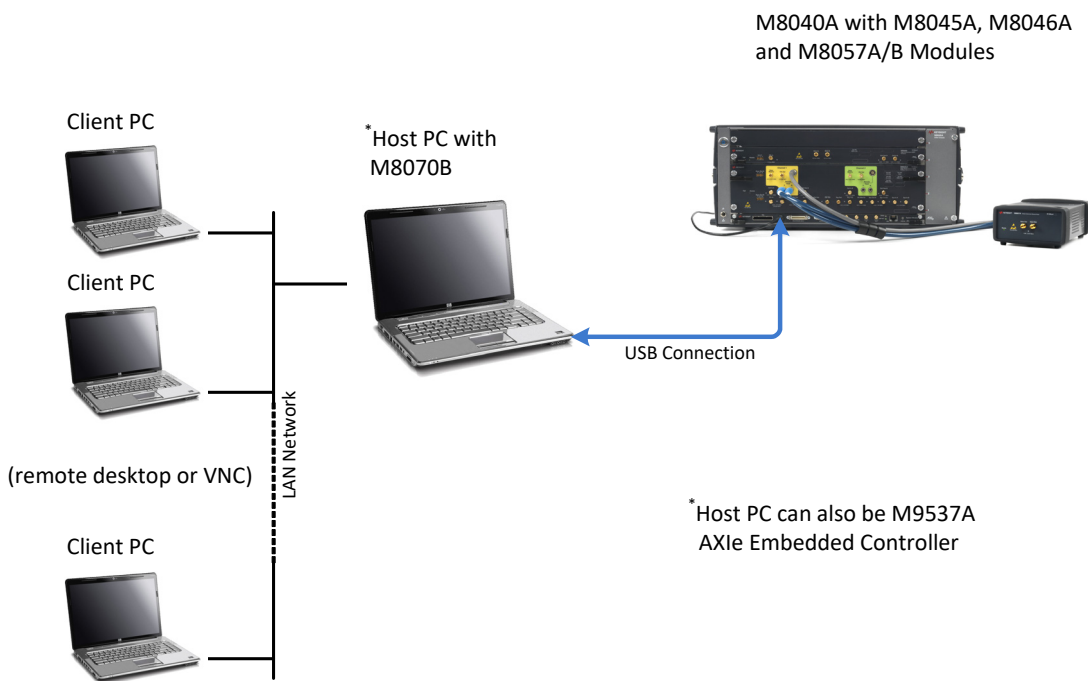 M8040A with M8045A, M8046A
and M8057A/B Modules
Client PC
*Host PC with
M8070B
Client PC
USB Connection
LAN Network
(remote desktop or VNC)
*Host PC can also be M9537A
AXIe Embedded Controller
Client PC